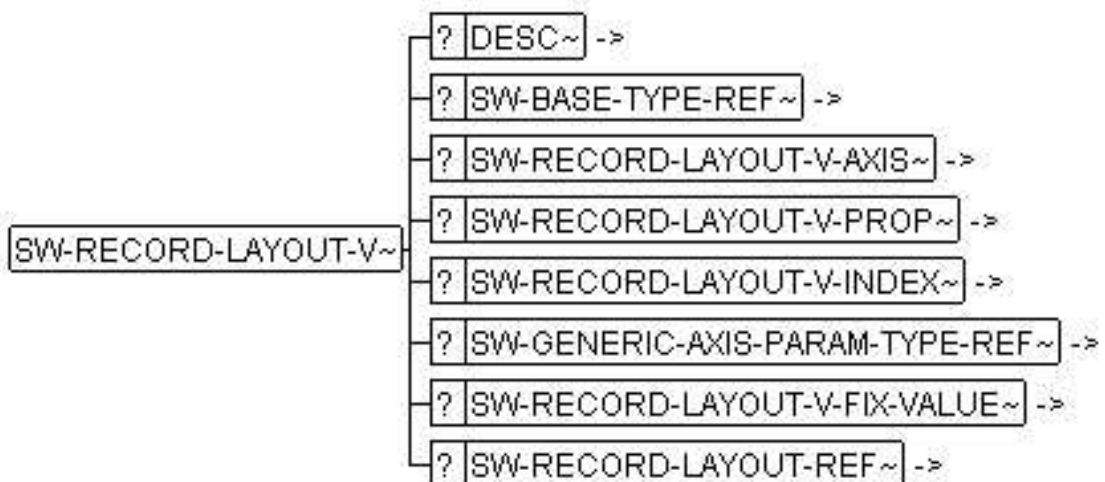 ? DESC~ ->
? SW-BASE-TYPE-REF~ ->
? SW-RECORD-LAYOUT-V-AXIS~ ->
? SW-RECORD-LAYOUT-V-PROP~ ->
SW-RECORD-LAYOUT-V~
? SW-RECORD-LAYOUT-V-INDEX~ ->
? SW-GENERIC-AXIS-PARAM-TYPE-REF~ ->
? SW-RECORD-LAYOUT-V-FIX-VALUE~ ->
? SW-RECORD-LAYOUT-REF~ ->